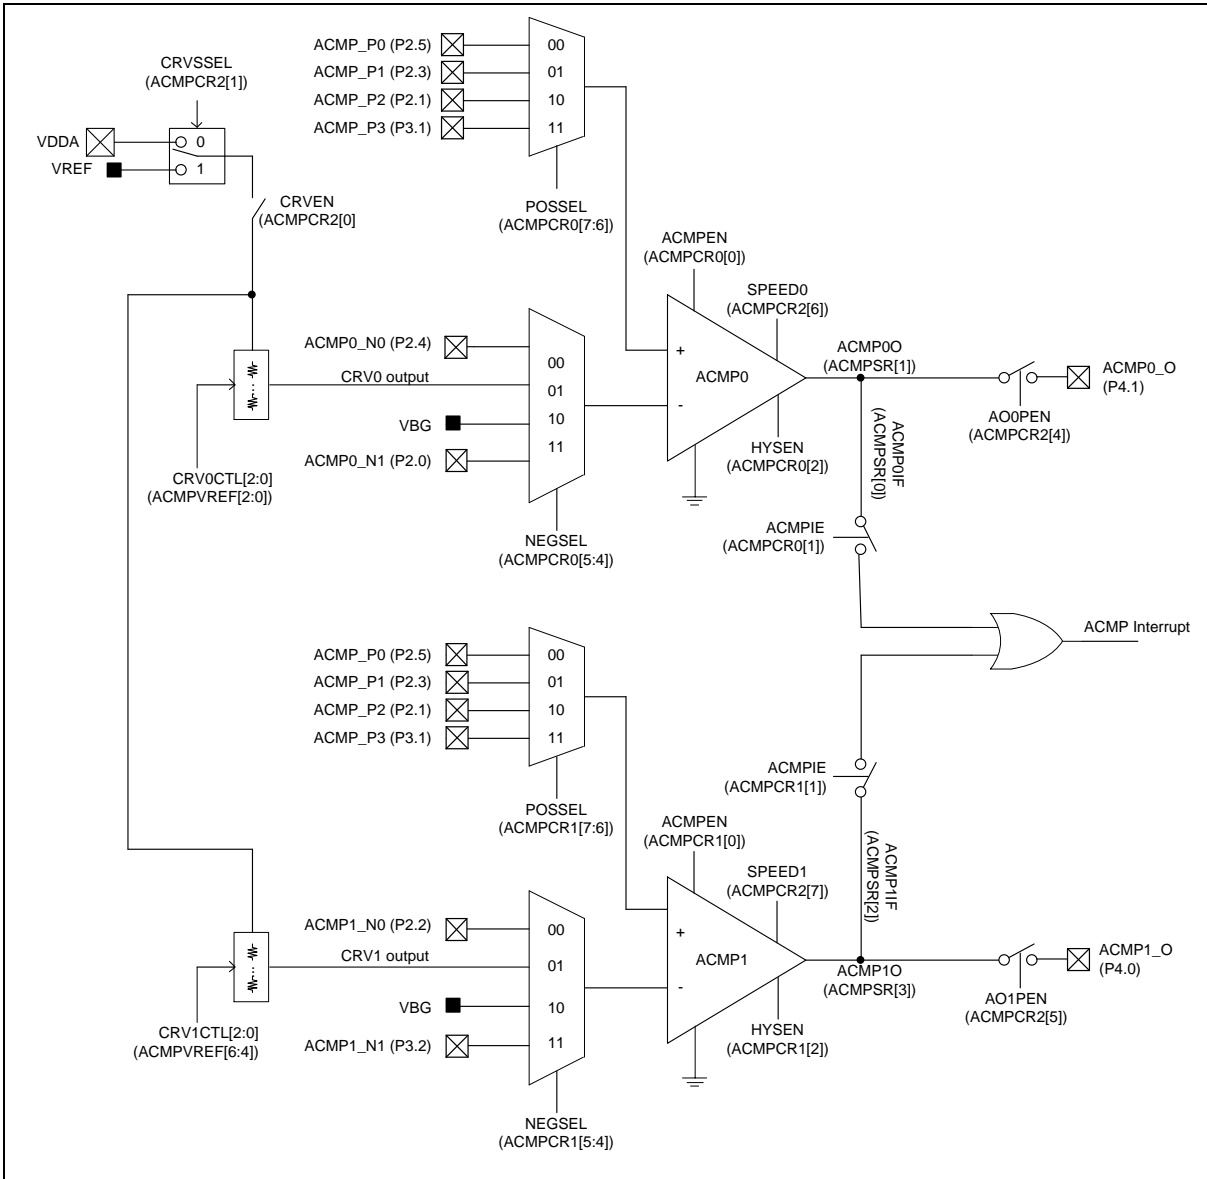 CRVSSEL
(ACMPCR2[1])
VDDA
0
VREF
1
CRVEN
(ACMPCR2[0]
ACMP_P0 (P2.5)
00
ACMP_P1 (P2.3)
01
ACMP_P2 (P2.1)
10
ACMP_P3 (P3.1)
11
POSSEL
(ACMPCR0[7:6])
ACMPEN
(ACMPCR0[0])
SPEED0
(ACMPCR2[6])
ACMP0_N0 (P2.4)
00
CRV0 output
01
VBG
10
ACMP0_N1 (P2.0)
11
CRV0CTL[2:0]
(ACMPVREF[2:0])
NEGSEL
(ACMPCR0[5:4])
+
ACMP0
-
HYSEN
(ACMPCR0[2])
ACMP0O
(ACMPSR[1])
ACMP0_O
(P4.1)
AO0PEN
(ACMPCR2[4])
ACMP0IF
(ACMPSR[0])
ACMPIE
(ACMPCR0[1])
ACMP Interrupt
ACMP_P0 (P2.5)
00
ACMP_P1 (P2.3)
01
ACMP_P2 (P2.1)
10
ACMP_P3 (P3.1)
11
POSSEL
(ACMPCR1[7:6])
ACMPIE
(ACMPCR1[1])
ACMPEN
(ACMPCR1[0])
SPEED1
(ACMPCR2[7])
ACMP1IF
(ACMPSR[2])
ACMP1_N0 (P2.2)
00
CRV1 output
01
VBG
10
ACMP1_N1 (P3.2)
11
CRV1CTL[2:0]
(ACMPVREF[6:4])
NEGSEL
(ACMPCR1[5:4])
+
ACMP1
-
HYSEN
(ACMPCR1[2])
ACMP1O
(ACMPSR[3])
ACMP1_O
(P4.0)
AO1PEN
(ACMPCR2[5])